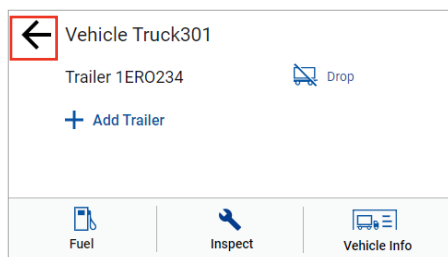 Vehicle Truck301
Trailer 1ERO234
Drop
Add Trailer
Fuel
Inspect
Vehicle Info